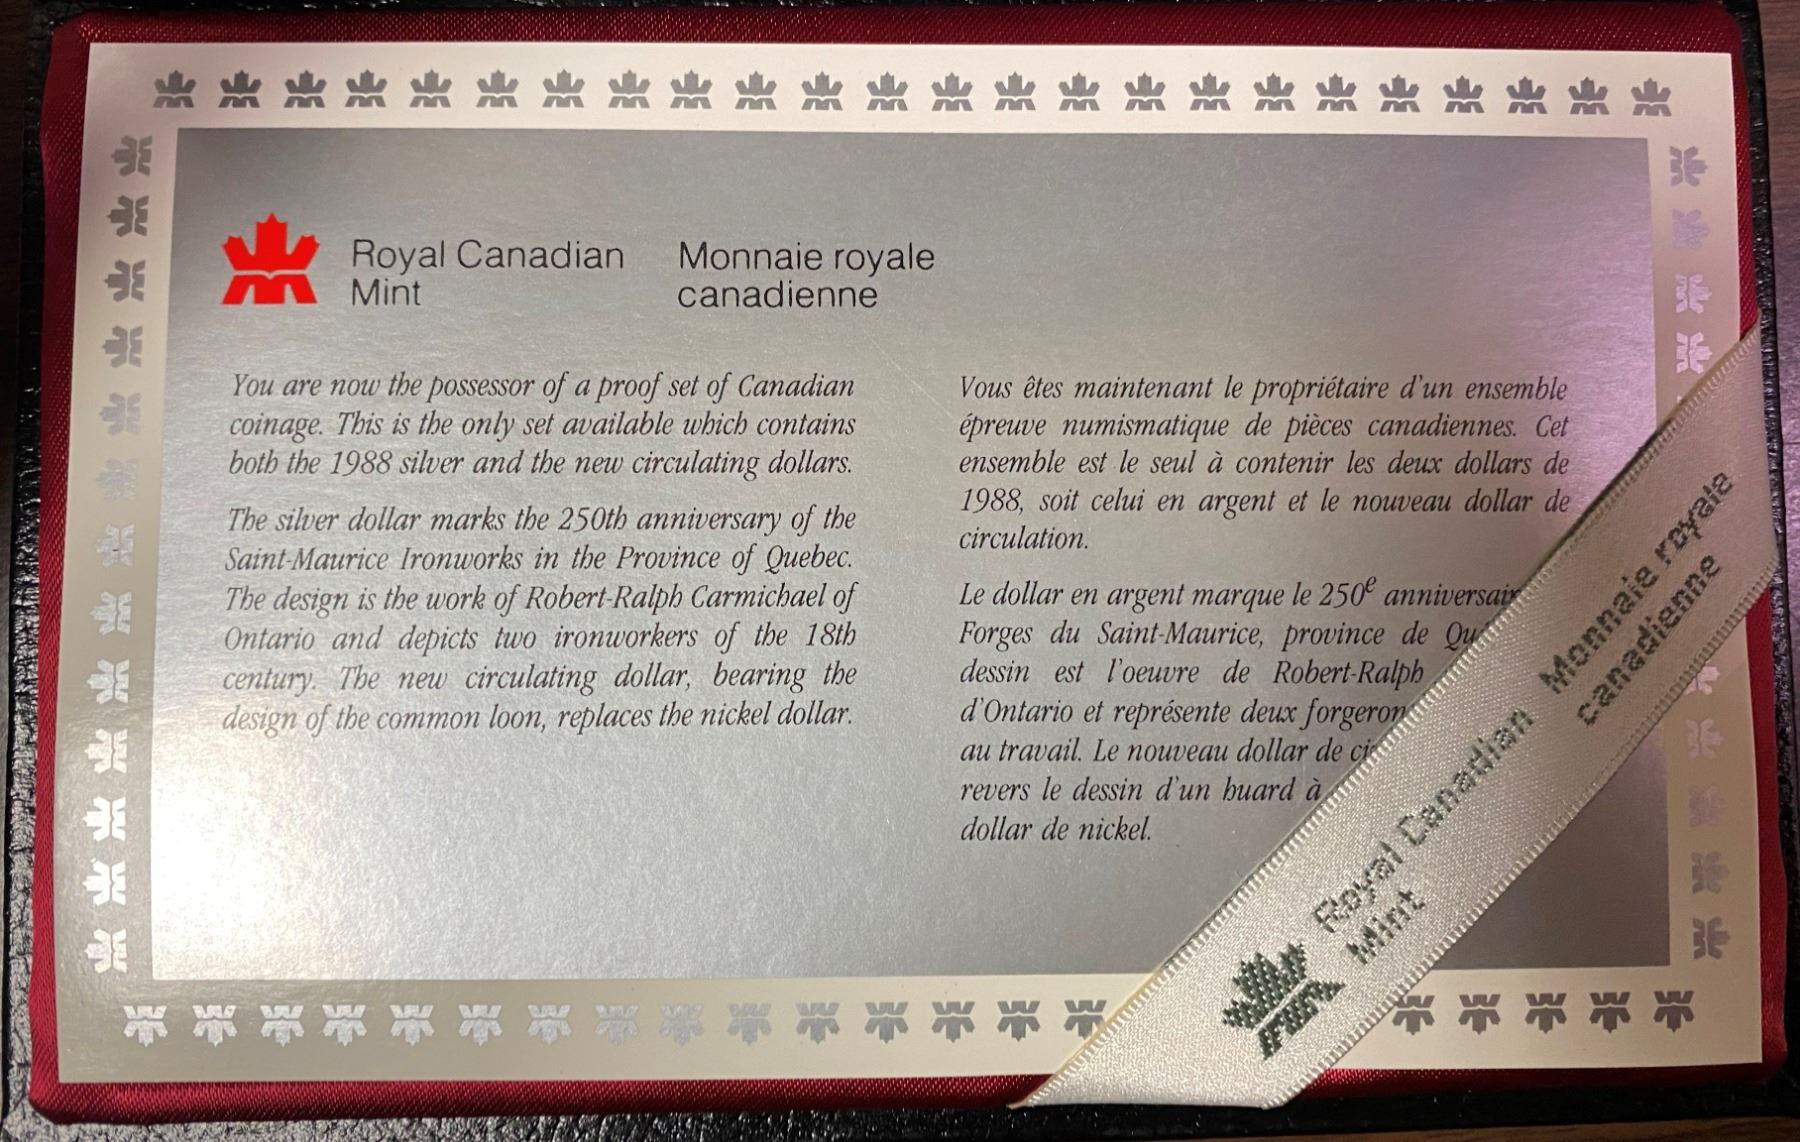 Royal Canadian
Mint
Monnaie royale
canadienne
You are now the possessor of a proof set of Canadian
coinage. This is the only set available which contains
both the 1988 silver and the new circulating dollars.
The silver dollar marks the 250th anniversary of the
Saint-Maurice Ironworks in the Province of Quebec.
The design is the work of Robert-Ralph Carmichael of
Ontario and depicts two ironworkers of the 18th
century. The new circulating dollar, bearing the
design of the common loon, replaces the nickel dollar.
Vous êtes maintenant le propriétaire d'un ensemble
épreuve numismatique de pièces canadiennes. Cet
ensemble est le seul à contenir les deux dollars de
1988, soit celui en argent et le nouveau dollar de
circulation.
Le dollar en argent marque le 250e
Forges du Saint-Maurice, province de
dessin est l'oeuvre de Robert-Ralph
d'Ontario et représente deux
au travail. Le nouveau dollar de
revers le dessin d'un huard à
dollar de nickel.
Royal Canadian
Mint
Monnaie royale
canadienne